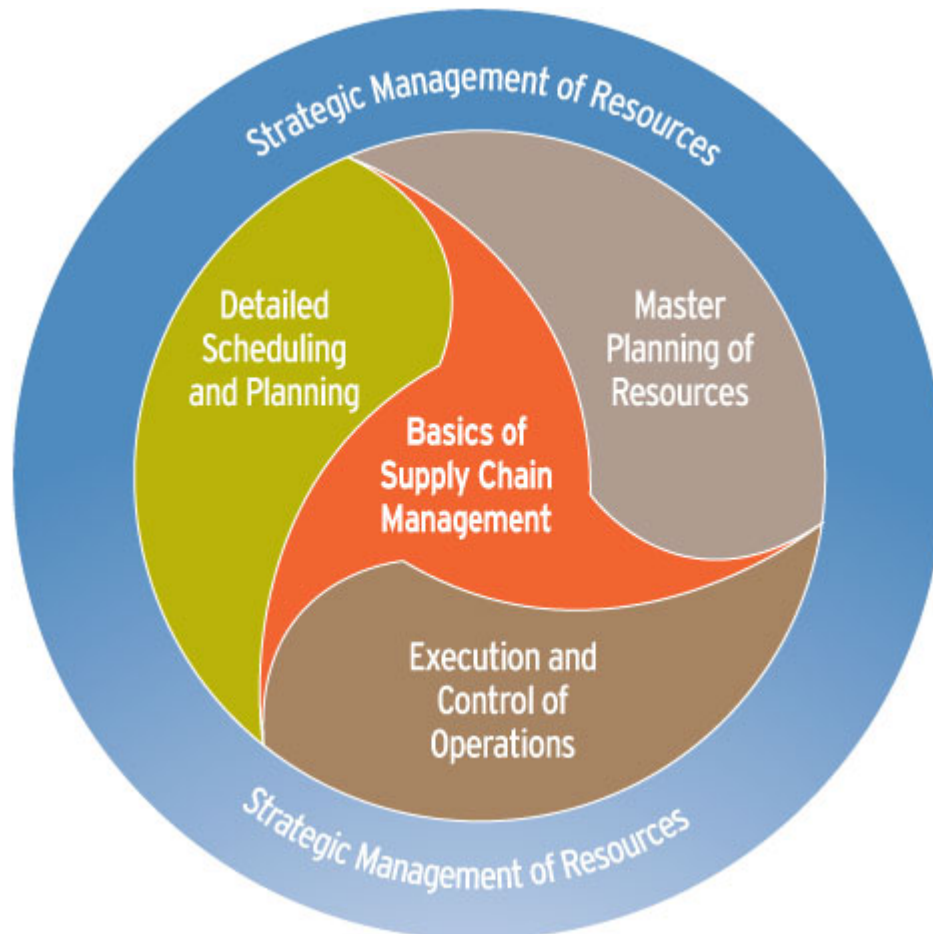 Strategic Management of Resources
Detailed
Scheduling
and Planning
Master
Planning of
Resources
Basics of
Supply Chain
Management
Execution and
Control of
Operations
Strategic Management of Resources